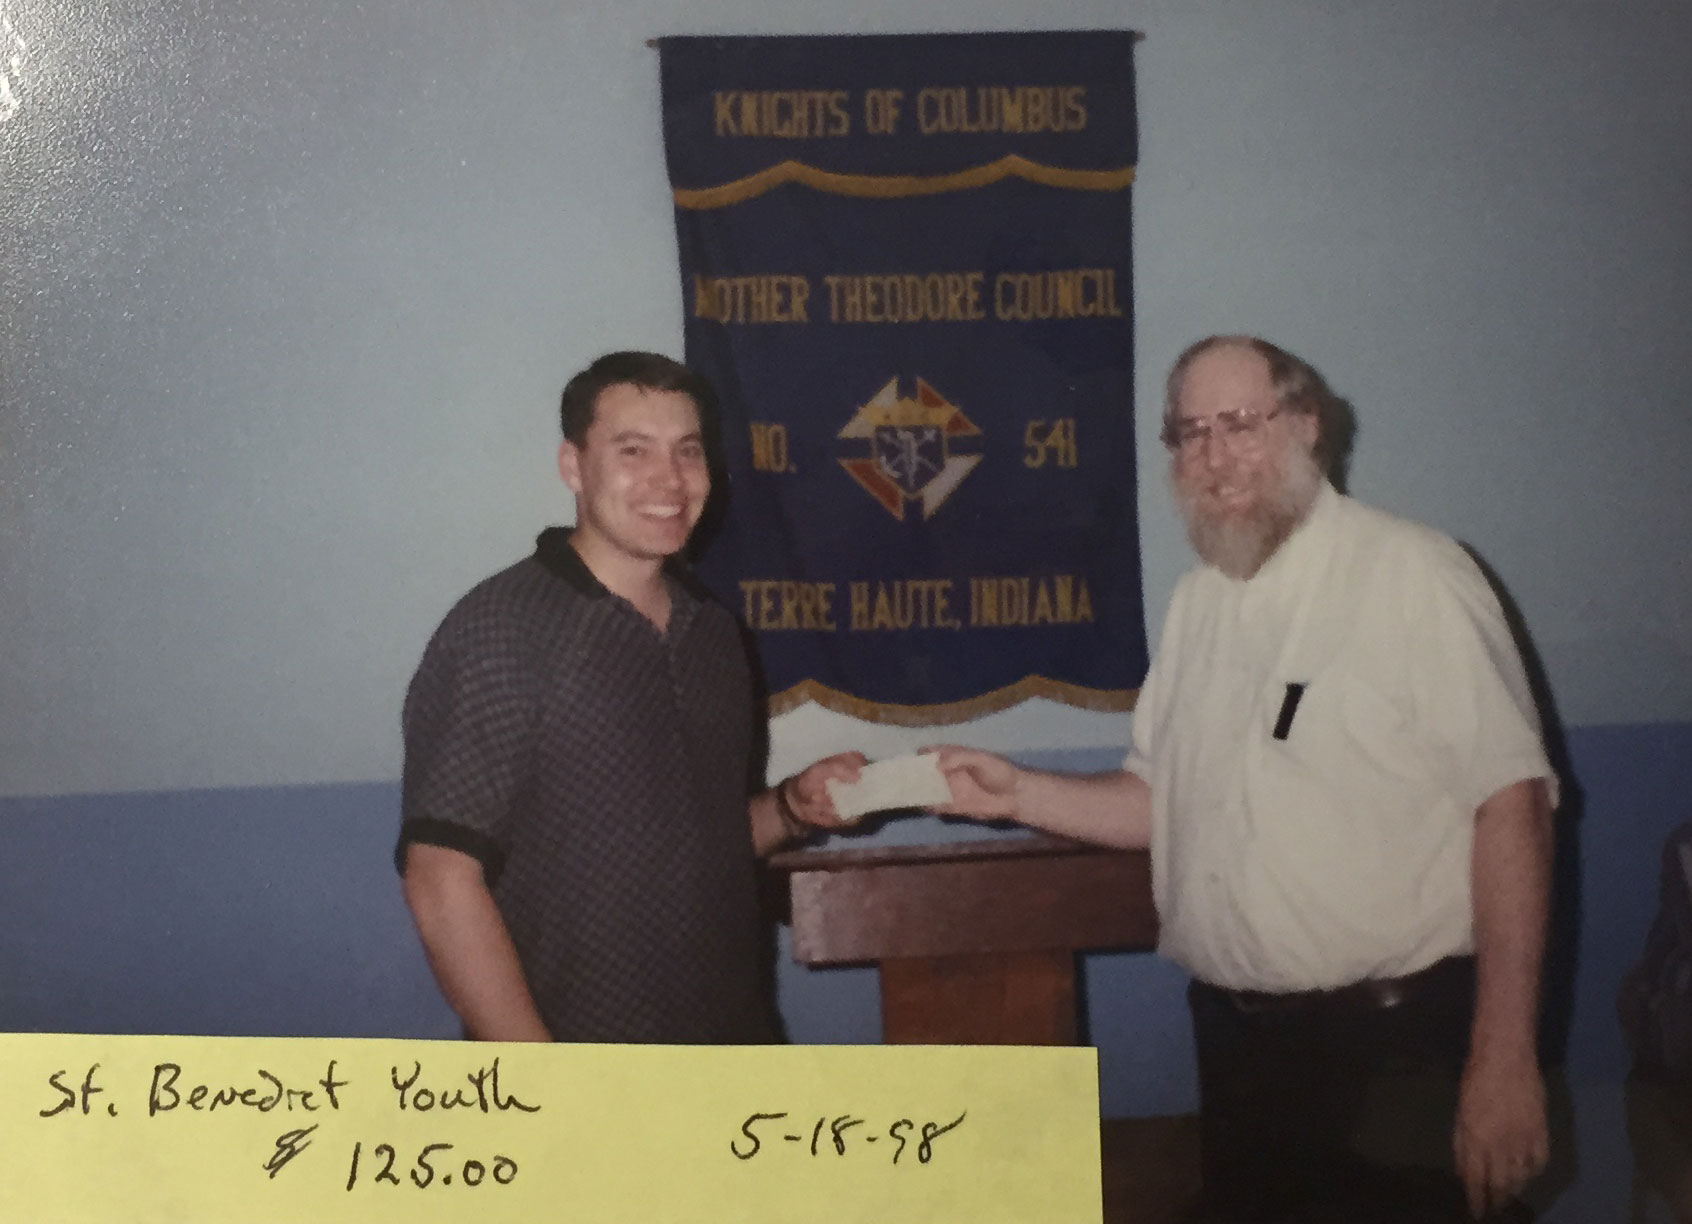 KNIGHTS OF COLUMBUS
MOTHER THEODORE COUNCIL
NO. 541
TERRE HAUTE, INDIANA
St. Benedict Youth
$ 125.00
5-18-98